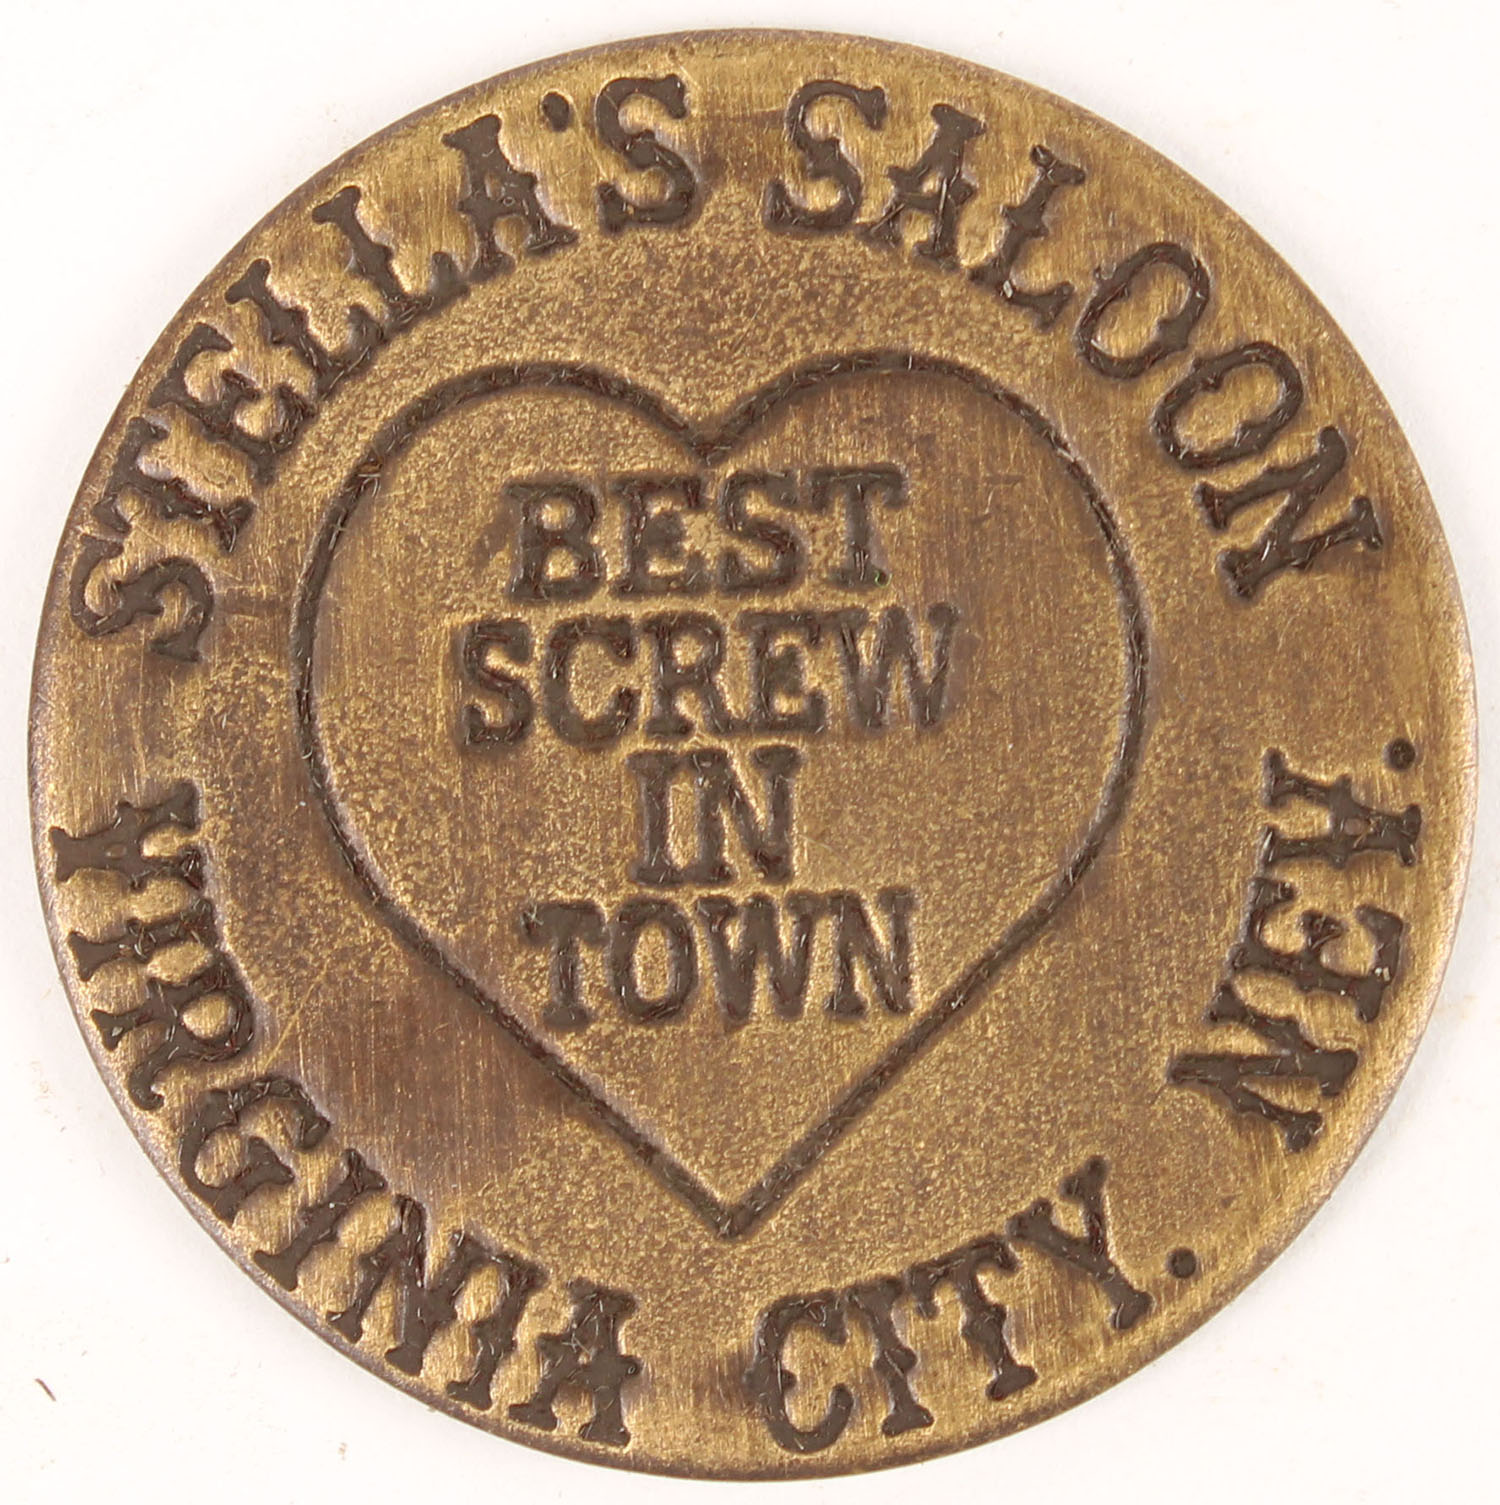 STELLA'S SALOON
BEST
SCREW
IN
TOWN
VIRGINIA CITY. NEV.